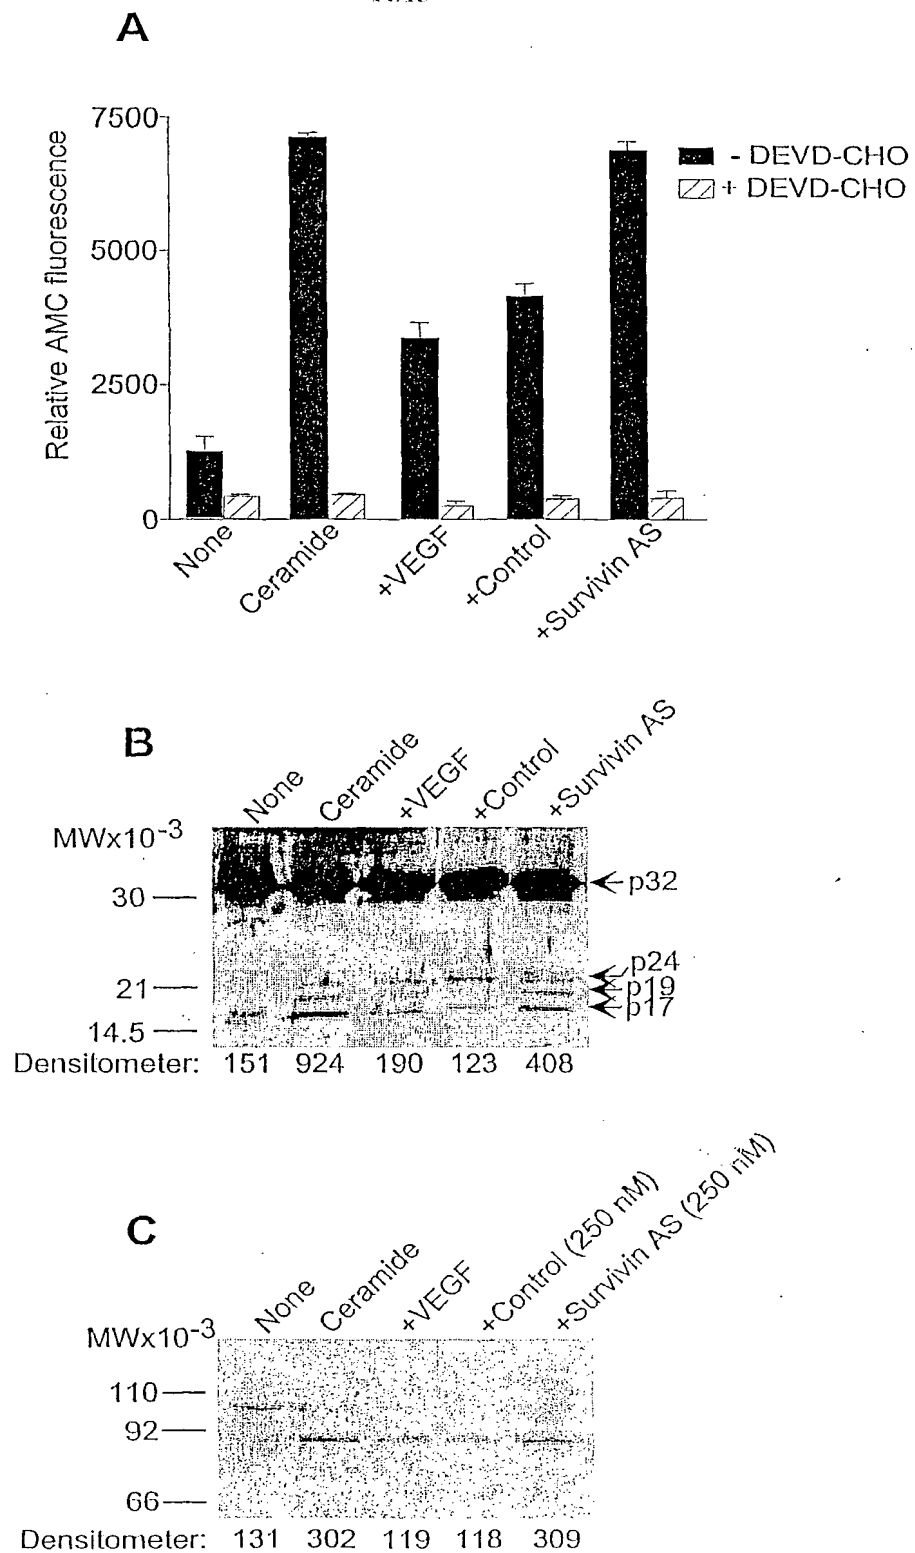 A
7500
5000
2500
0
Relative AMC fluorescence
- DEVD-CHO
+ DEVD-CHO
None
Ceramide
+VEGF
+Control
+Survivin AS
B
None
Ceramide
+VEGF
+Control
+Survivin AS
MWx10-3
30
21
14.5
p32
p24
p19
p17
Densitometer: 151 924 190 123 408
C
None
Ceramide
+VEGF
+Control (250 nM)
+Survivin AS (250 nM)
MWx10-3
110
92
66
Densitometer: 131 302 119 118 309